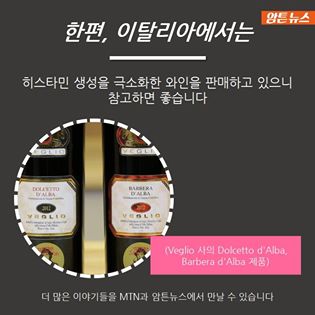 암튼뉴스
한편, 이탈리아에서는
히스타민 생성을 극소화한 와인을 판매하고 있으니
참고하면 좋습니다
DOLCETTO
D'ALBA
2012
VEGLIO
BARBERA
D'ALBA
2012
VEGLIO
(Veglio 사의 Dolcetto d'Alba,
Barbera d'Alba 제품)
더 많은 이야기들을 MTN과 암튼뉴스에서 만날 수 있습니다